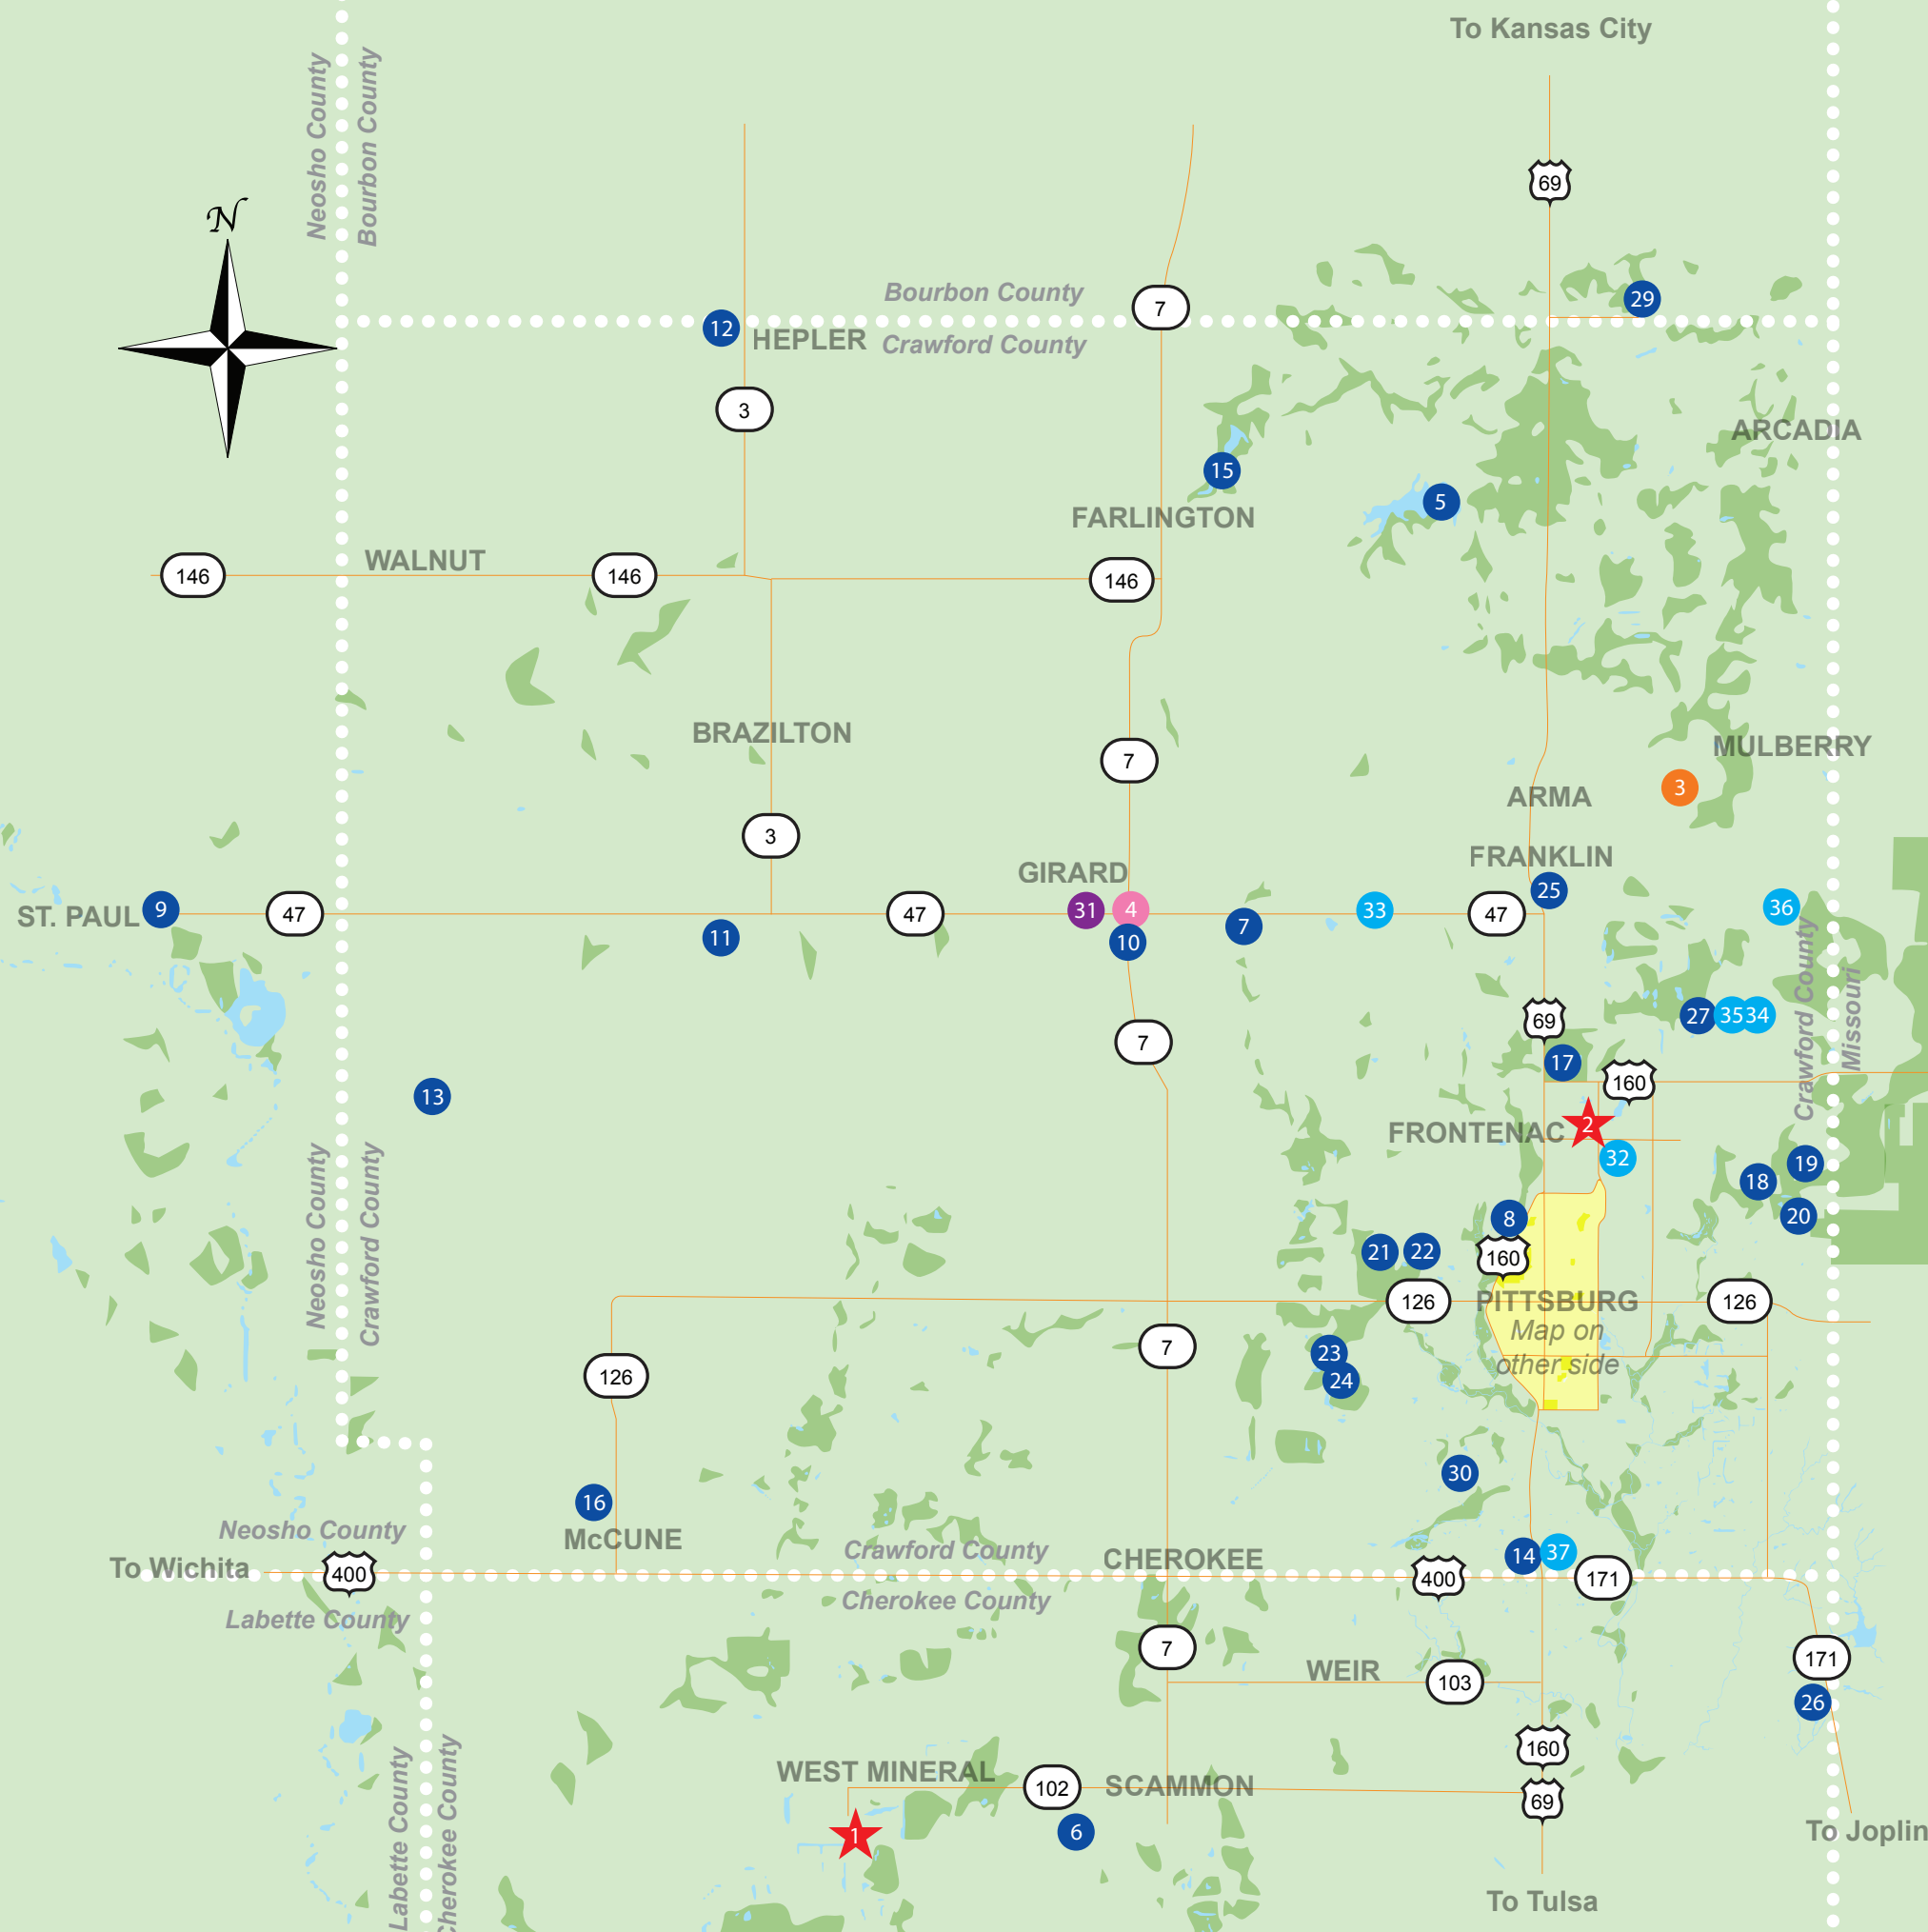 To Kansas City
Neosho County
Bourbon County
69
N
Bourbon County
7
29
12
HEPLER
Crawford County
3
ARCADIA
15
5
FARLINGTON
146
WALNUT
146
146
BRAZILTON
7
MULBERRY
3
ARMA
3
FRANKLIN
GIRARD
25
ST. PAUL
9
47
47
31
4
33
47
36
11
10
7
Crawford County
Missouri
69
27
35
34
7
17
160
13
2
FRONTENAC
32
Neosho County
Crawford County
19
18
20
8
21
22
160
126
PITTSBURG
126
Map on
other side
7
23
24
126
30
16
Neosho County
McCUNE
Crawford County
CHEROKEE
14
37
To Wichita
400
400
171
Cherokee County
Labette County
7
WEIR
103
171
26
160
Labette County
Cherokee County
WEST MINERAL
102
SCAMMON
69
1
6
To Joplin
To Tulsa